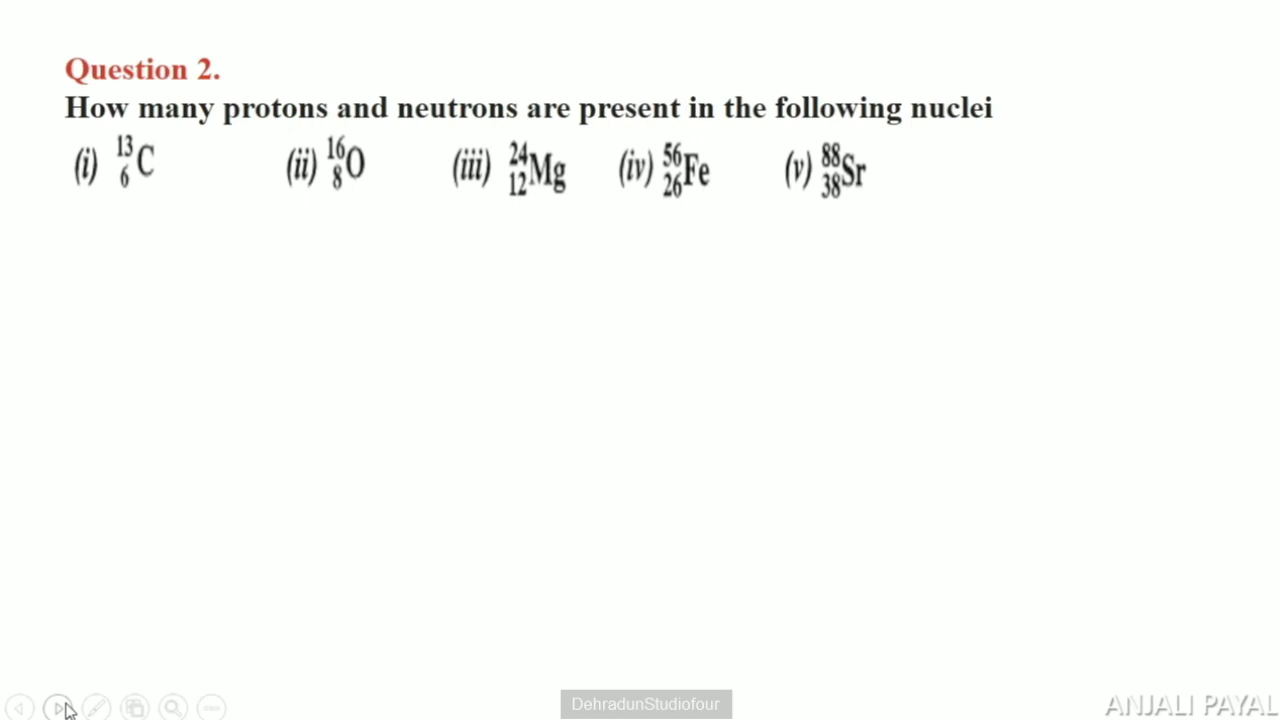 Question 2.
How many protons and neutrons are present in the following nuclei
(i) ¹³₆C (ii) ¹⁶₈O (iii) ²⁴₁₂Mg (iv) ⁵⁶₂₆Fe (v) ⁸⁸₃₈Sr
DehradunStudiofour
ANJALI PAYAL